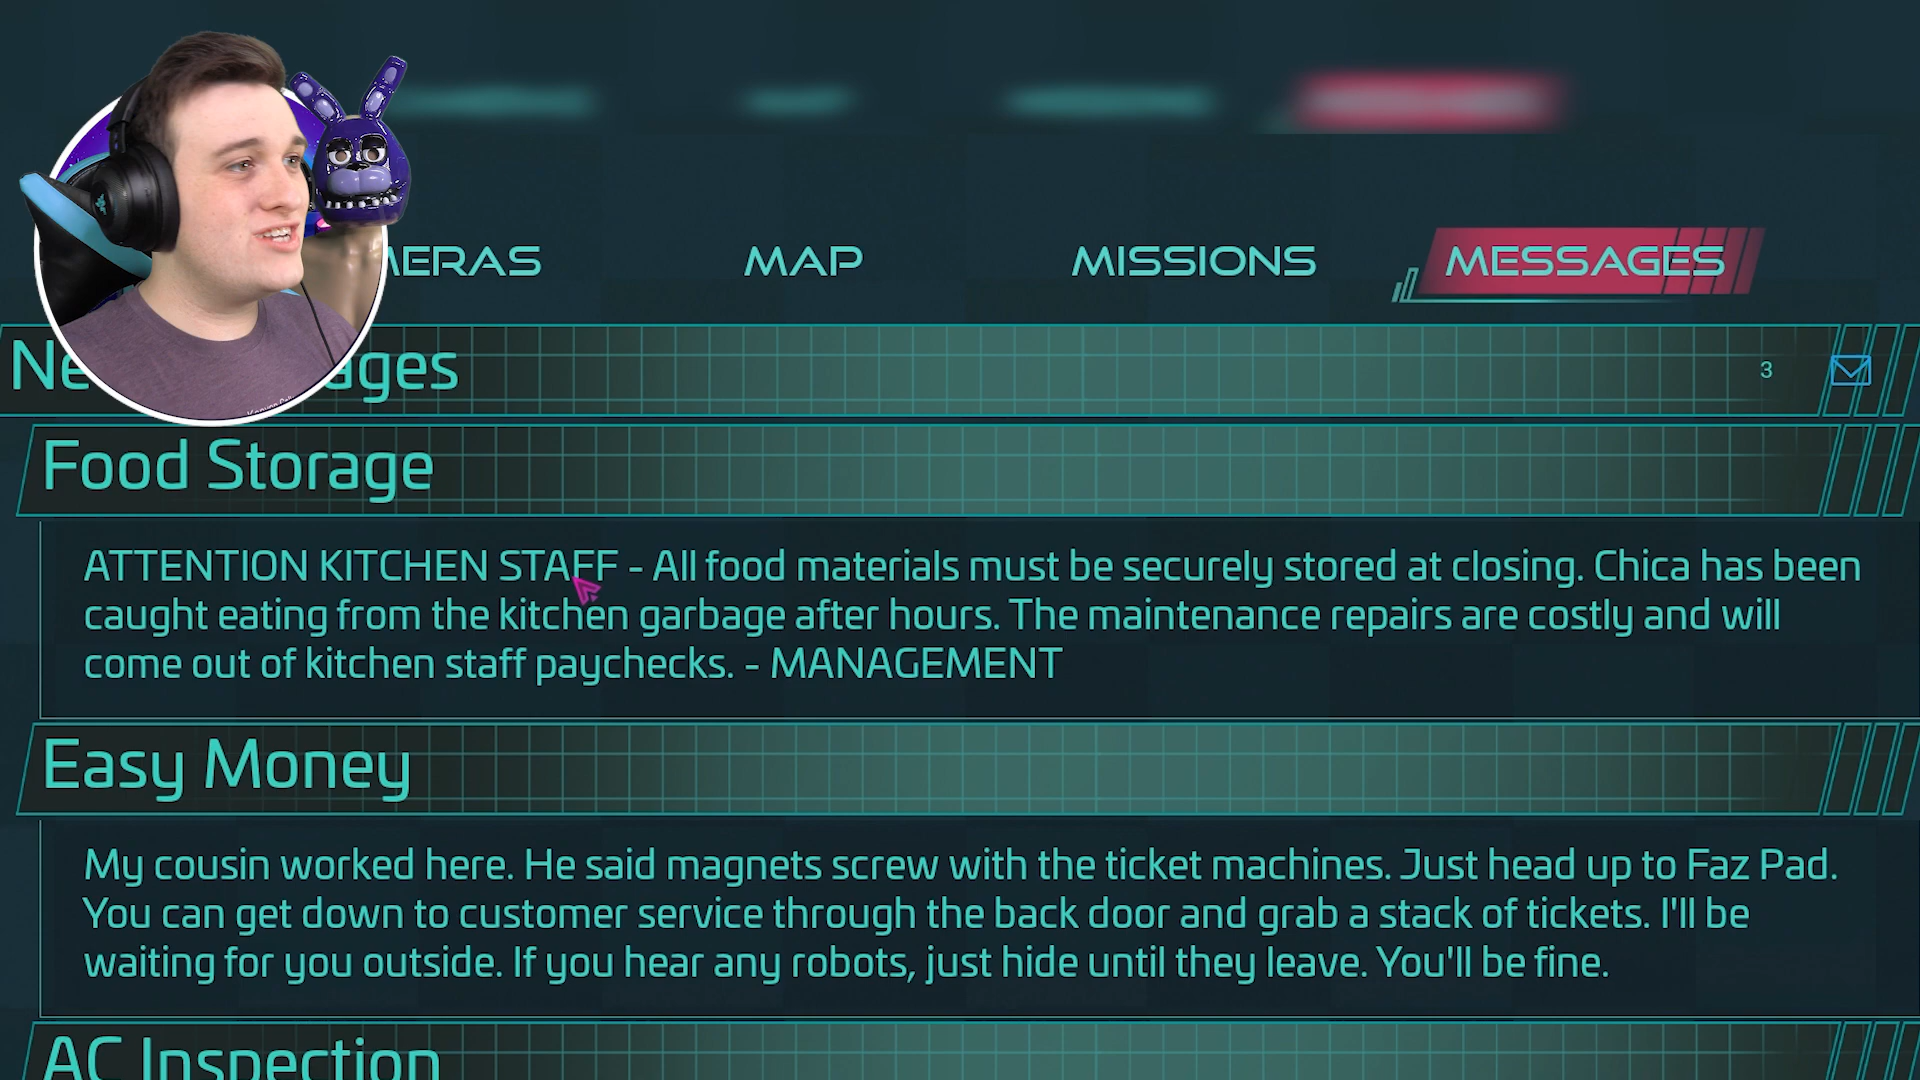 MERAS MAP MISSIONS MESSAGES
Ne ages 3
Food Storage
ATTENTION KITCHEN STAFF - All food materials must be securely stored at closing. Chica has been
caught eating from the kitchen garbage after hours. The maintenance repairs are costly and will
come out of kitchen staff paychecks. - MANAGEMENT
Easy Money
My cousin worked here. He said magnets screw with the ticket machines. Just head up to Faz Pad.
You can get down to customer service through the back door and grab a stack of tickets. I'll be
waiting for you outside. If you hear any robots, just hide until they leave. You'll be fine.
AC Inspection